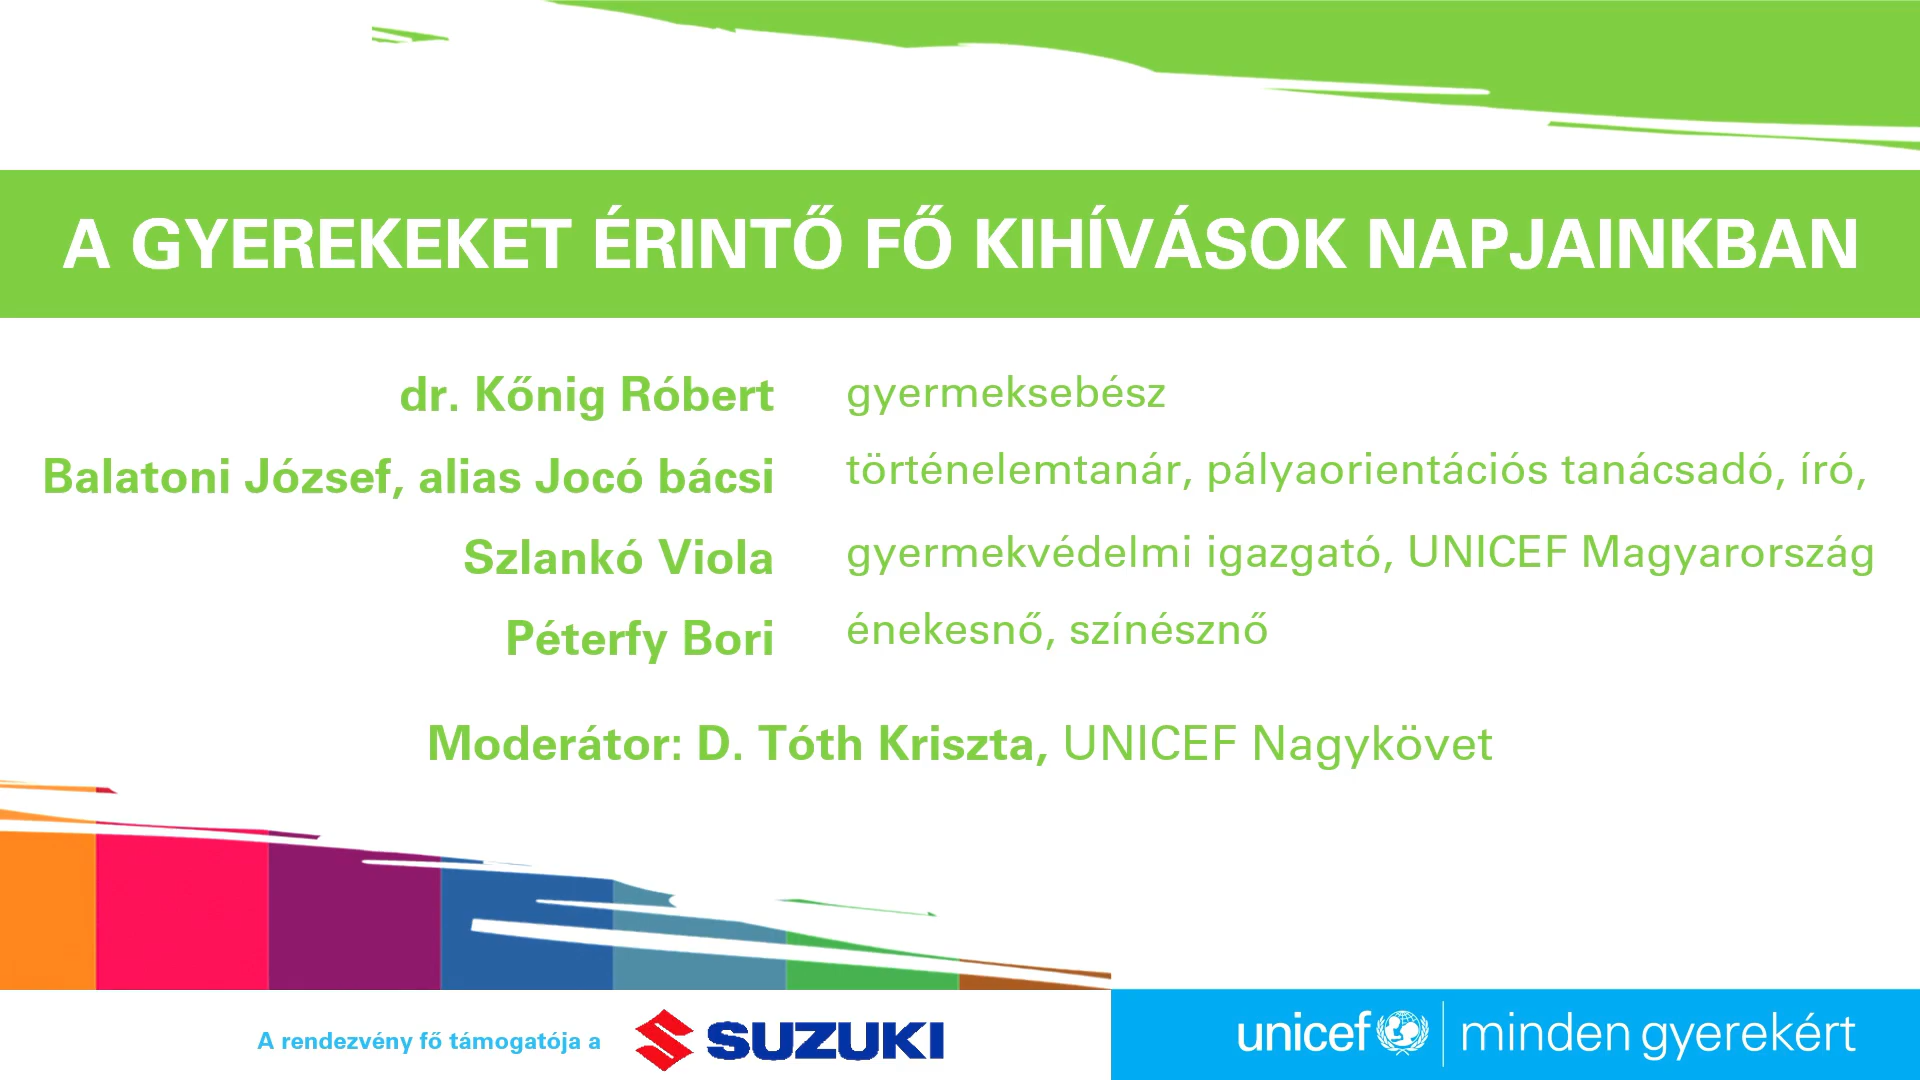 A GYEREKEKET ÉRINTŐ FŐ KIHÍVÁSOK NAPJAINKBAN
dr. Kőnig Róbert gyermeksebész
Balatoni József, alias Jocó bácsi történelemtanár, pályaorientációs tanácsadó, író,
Szlankó Viola gyermekvédelmi igazgató, UNICEF Magyarország
Péterfy Bori énekesnő, színésznő
Moderátor: D. Tóth Kriszta, UNICEF Nagykövet
A rendezvény fő támogatója a SUZUKI
unicef minden gyerekért